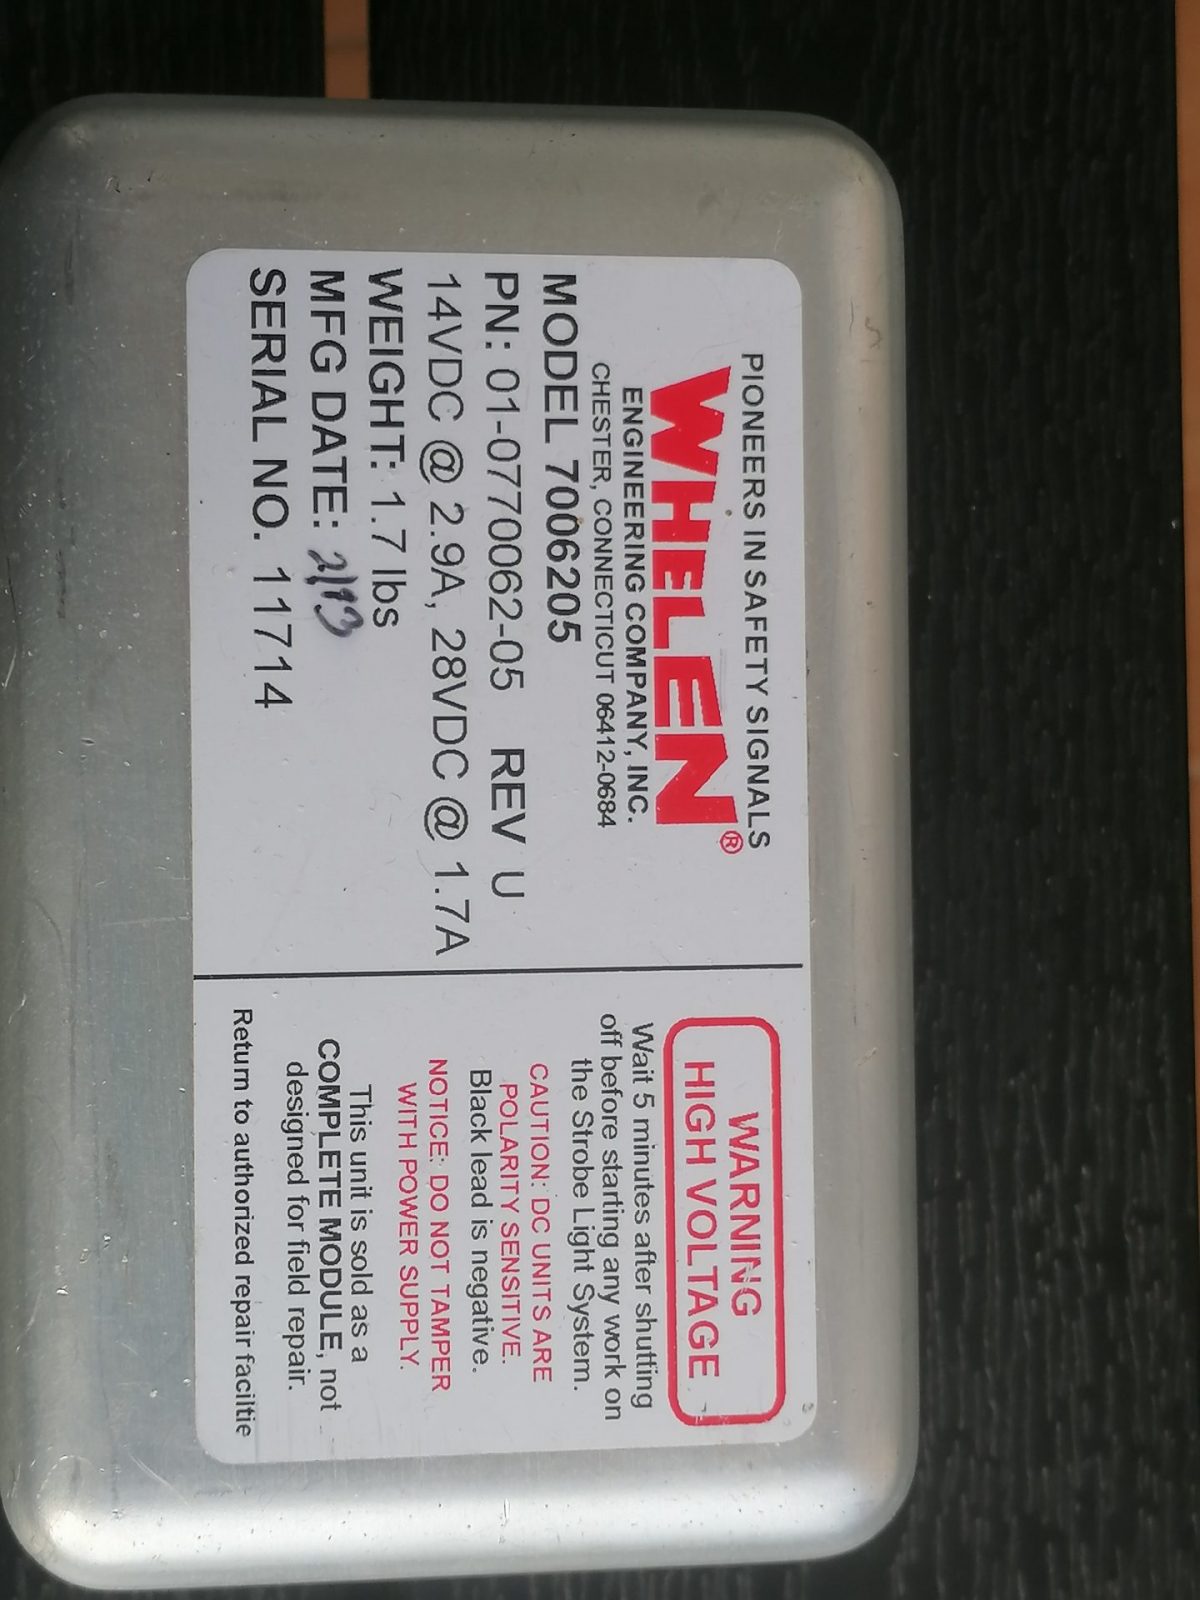 PIONEERS IN SAFETY SIGNALS
WHELEN®
ENGINEERING COMPANY, INC.
CHESTER, CONNECTICUT 06412-0684
MODEL 7006205
PN: 01-0770062-05 REV U
14VDC @ 2.9A, 28VDC @ 1.7A
WEIGHT: 1.7 lbs
MFG DATE: 2/13
SERIAL NO. 11714
WARNING
HIGH VOLTAGE
Wait 5 minutes after shutting
off before starting any work on
the Strobe Light System.
CAUTION: DC UNITS ARE
POLARITY SENSITIVE.
Black lead is negative.
NOTICE: DO NOT TAMPER
WITH POWER SUPPLY.
This unit is sold as a
COMPLETE MODULE, not
designed for field repair.
Return to authorized repair faciltie